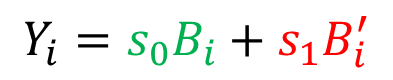 Yᵢ = s₀Bᵢ + s₁B′ᵢ